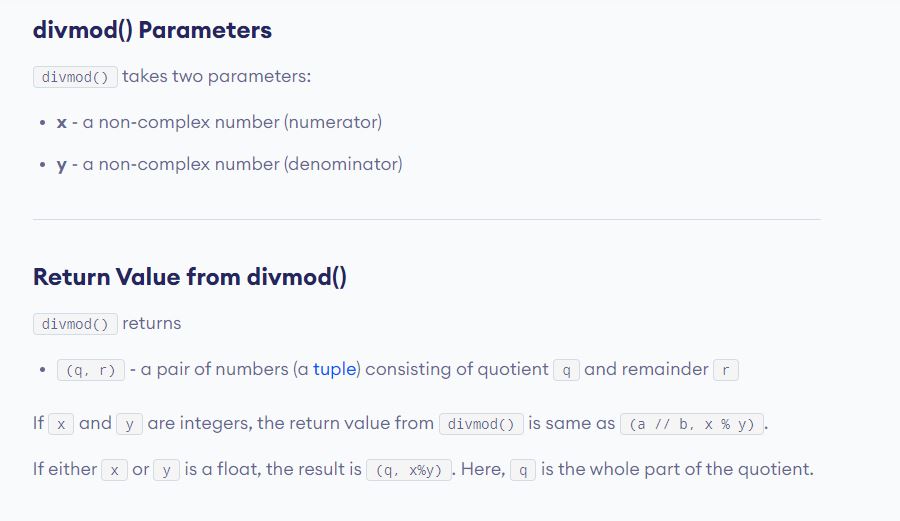 divmod() Parameters
divmod() takes two parameters:
• x - a non-complex number (numerator)
• y - a non-complex number (denominator)
Return Value from divmod()
divmod() returns
• (q, r) - a pair of numbers (a tuple) consisting of quotient q and remainder r
If x and y are integers, the return value from divmod() is same as (a // b, x % y).
If either x or y is a float, the result is (q, x%y). Here, q is the whole part of the quotient.